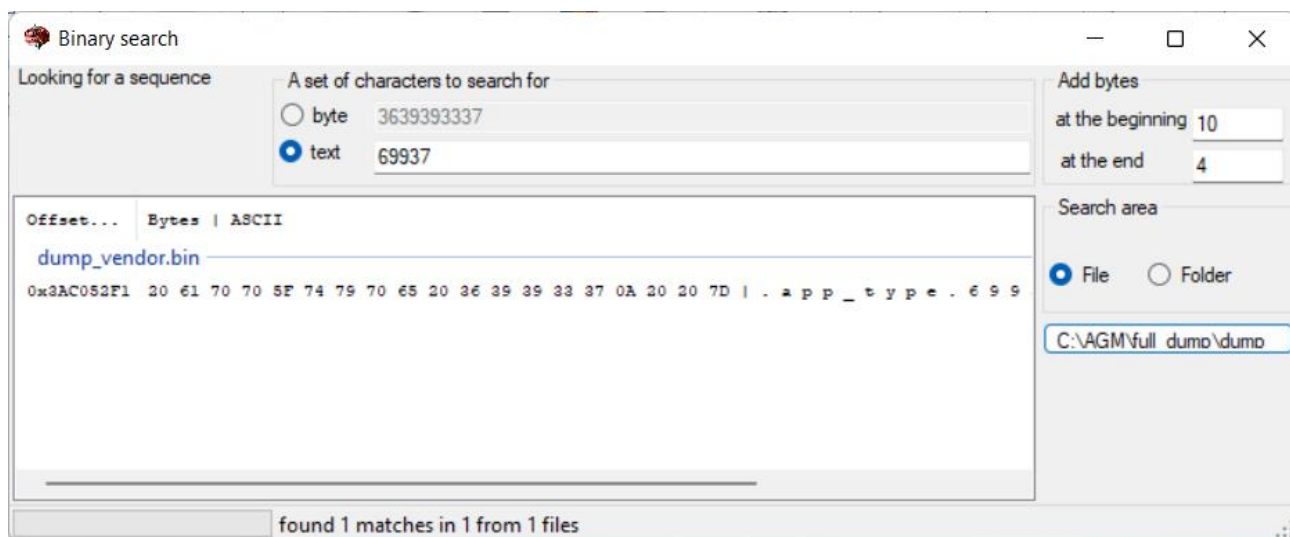 Binary search
Looking for a sequence
A set of characters to search for
byte 3639393337
text 69937
Add bytes
at the beginning 10
at the end 4
Offset... Bytes | ASCII
dump_vendor.bin
0x3AC052F1 20 61 70 70 5F 74 79 70 65 20 36 39 39 33 37 0A 20 20 7D | . a p p _ t y p e . 6 9 9
Search area
File Folder
C:\AGM\full_dump\dump
found 1 matches in 1 from 1 files